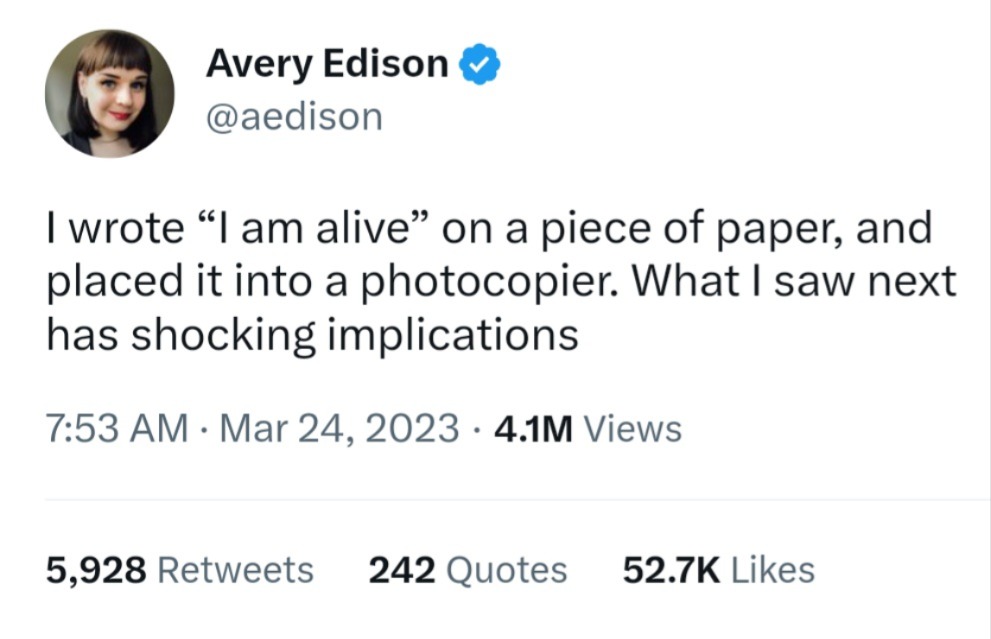 Avery Edison
@aedison
I wrote “I am alive” on a piece of paper, and
placed it into a photocopier. What I saw next
has shocking implications
7:53 AM · Mar 24, 2023 · 4.1M Views
5,928 Retweets 242 Quotes 52.7K Likes